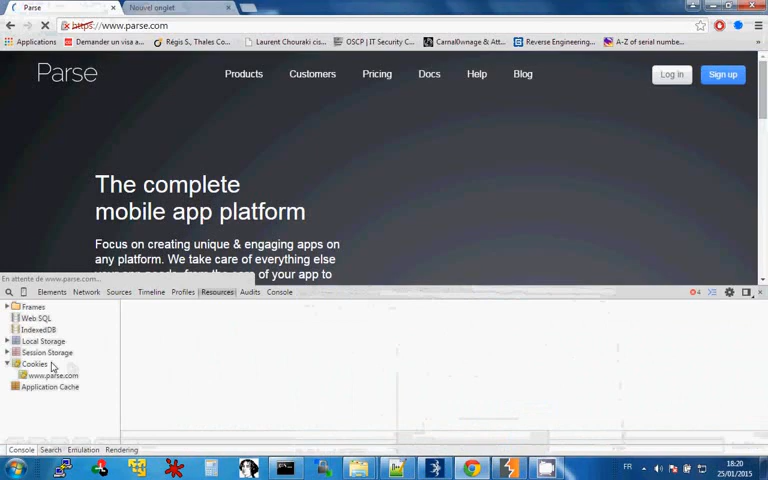 Parse
Nouvel onglet
https://www.parse.com
Applications
Demander un visa a...
Régis S., Thales Co...
Laurent Chouraki cis...
OSCP | IT Security C...
Carnal0wnage & Att...
Reverse Engineering...
A-Z of serial numbe...
Parse
Products
Customers
Pricing
Docs
Help
Blog
Log in
Sign up
The complete
mobile app platform
Focus on creating unique & engaging apps on
any platform. We take care of everything else
of your app to
En attente de www.parse.com...
Elements
Network
Sources
Timeline
Profiles
Resources
Audits
Console
4
Frames
Web SQL
IndexedDB
Local Storage
Session Storage
Cookies
www.parse.com
Application Cache
Console
Search
Emulation
Rendering
FR
18:20
25/01/2015